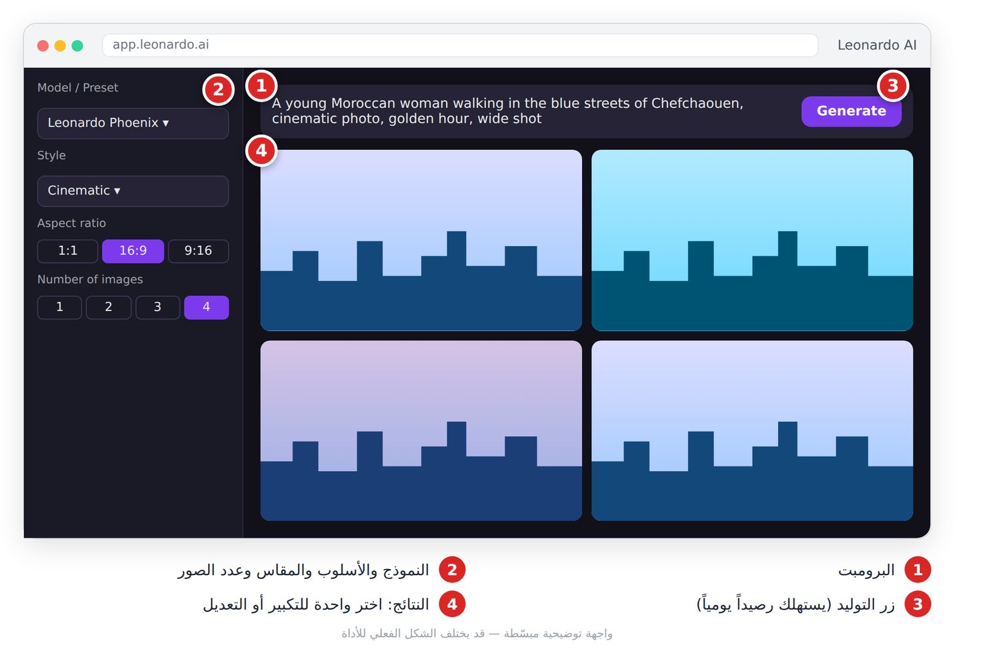 app.leonardo.ai
Leonardo AI
Model / Preset
2
Leonardo Phoenix ▾
Style
Cinematic ▾
Aspect ratio
1:1
16:9
9:16
Number of images
1
2
3
4
1
A young Moroccan woman walking in the blue streets of Chefchaouen,
cinematic photo, golden hour, wide shot
3
Generate
4
1 البرومبت
2 النموذج والأسلوب والمقاس وعدد الصور
3 زر التوليد (يستهلك رصيداً يومياً)
4 النتائج: اختر واحدة للتكبير أو التعديل
واجهة توضيحية مبسّطة — قد يختلف الشكل الفعلي للأداة